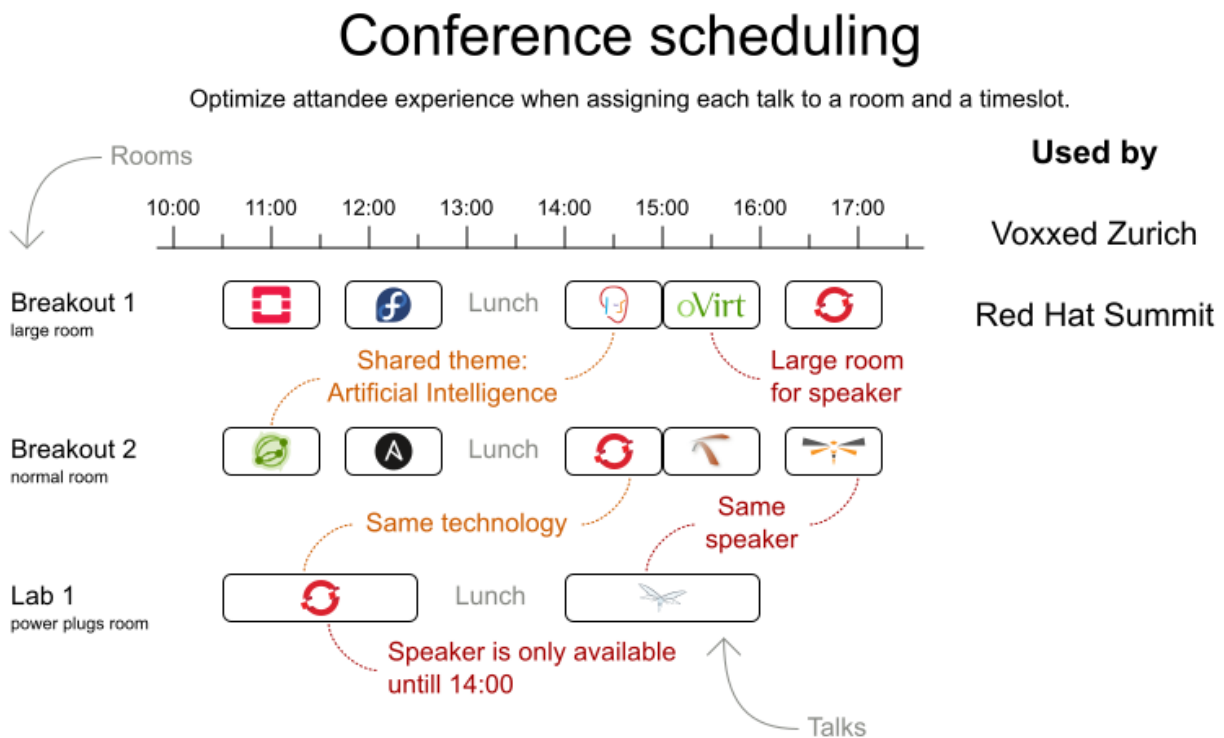 Conference scheduling
Optimize attandee experience when assigning each talk to a room and a timeslot.
Rooms
Used by
10:00 11:00 12:00 13:00 14:00 15:00 16:00 17:00
Voxxed Zurich
Red Hat Summit
Breakout 1
large room
Lunch
oVirt
Shared theme:
Artificial Intelligence
Large room
for speaker
Breakout 2
normal room
Lunch
Same technology
Same
speaker
Lab 1
power plugs room
Lunch
Speaker is only available
untill 14:00
Talks